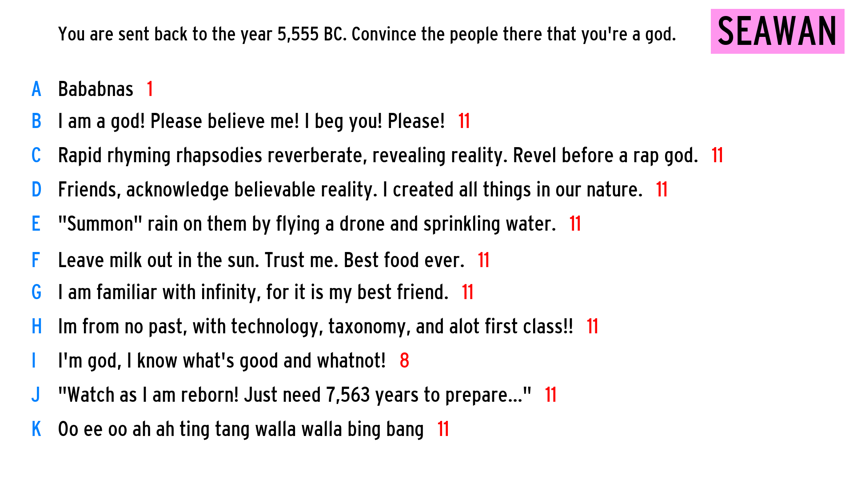 You are sent back to the year 5,555 BC. Convince the people there that you're a god.
SEAWAN
A Bababnas 1
B I am a god! Please believe me! I beg you! Please! 11
C Rapid rhyming rhapsodies reverberate, revealing reality. Revel before a rap god. 11
D Friends, acknowledge believable reality. I created all things in our nature. 11
E "Summon" rain on them by flying a drone and sprinkling water. 11
F Leave milk out in the sun. Trust me. Best food ever. 11
G I am familiar with infinity, for it is my best friend. 11
H Im from no past, with technology, taxonomy, and alot first class!! 11
I I'm god, I know what's good and whatnot! 8
J "Watch as I am reborn! Just need 7,563 years to prepare..." 11
K Oo ee oo ah ah ting tang walla walla bing bang 11